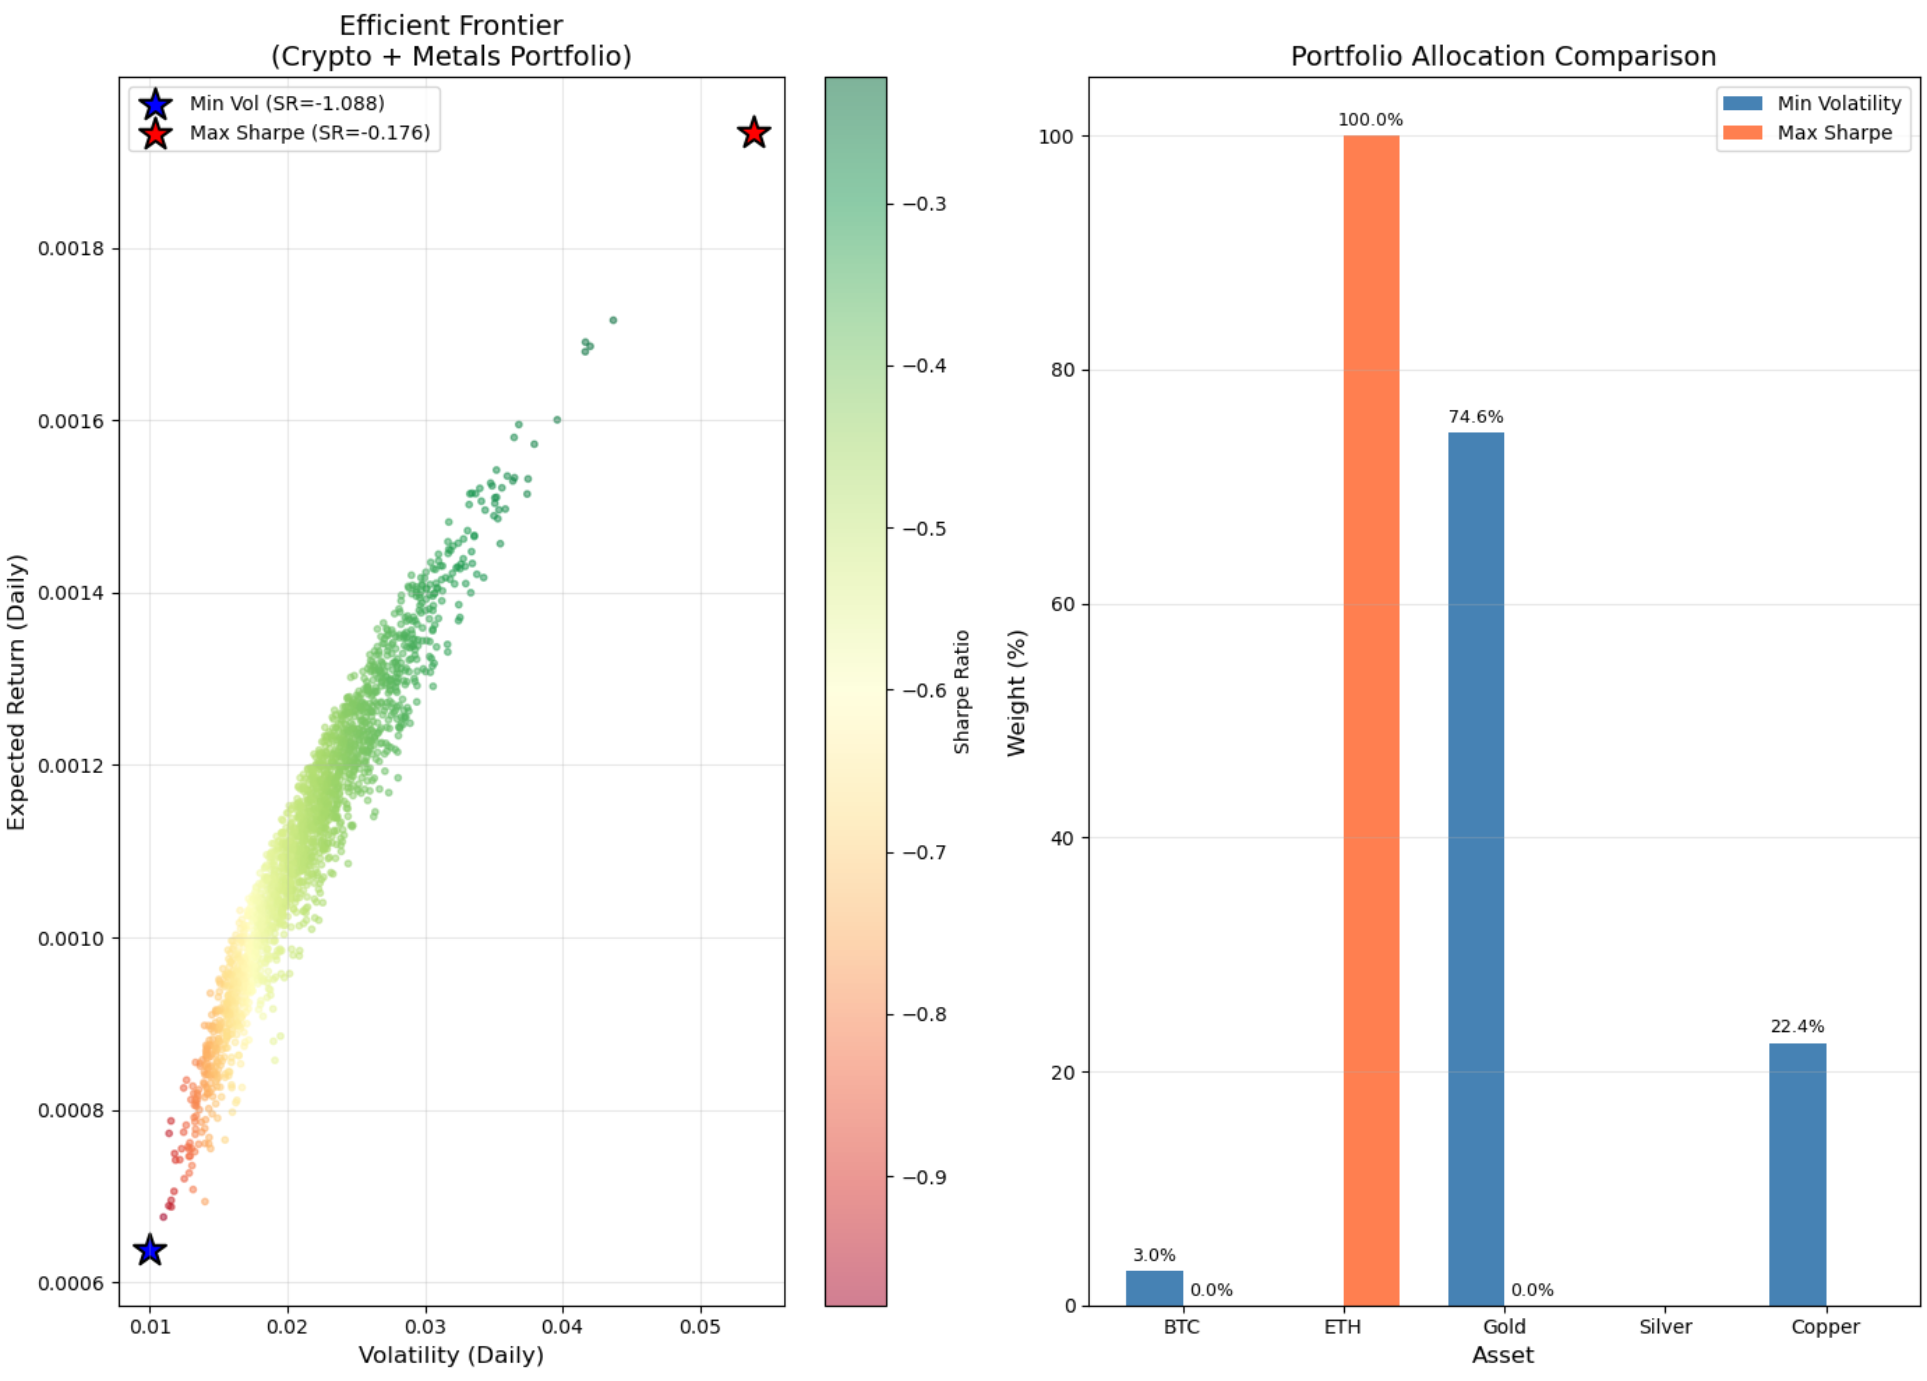 Efficient Frontier
(Crypto + Metals Portfolio)
Min Vol (SR=-1.088)
Max Sharpe (SR=-0.176)
Expected Return (Daily)
0.0018
0.0016
0.0014
0.0012
0.0010
0.0008
0.0006
0.01 0.02 0.03 0.04 0.05
Volatility (Daily)
−0.3
−0.4
−0.5
−0.6
−0.7
−0.8
−0.9
Sharpe Ratio
Portfolio Allocation Comparison
Min Volatility
Max Sharpe
Weight (%)
100
80
60
40
20
0
3.0%
0.0%
100.0%
74.6%
0.0%
22.4%
BTC ETH Gold Silver Copper
Asset